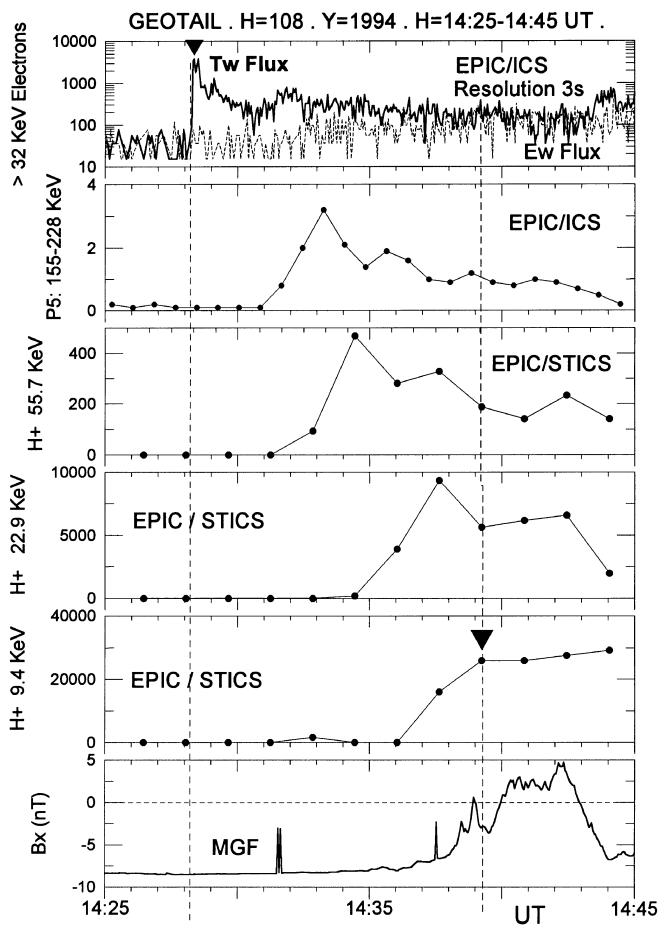 GEOTAIL . H=108 . Y=1994 . H=14:25-14:45 UT .
> 32 KeV Electrons
10000
1000
100
10
Tw Flux
EPIC/ICS
Resolution 3s
Ew Flux
P5: 155-228 KeV
4
2
0
EPIC/ICS
H+ 55.7 KeV
400
200
0
EPIC/STICS
H+ 22.9 KeV
10000
5000
0
EPIC / STICS
H+ 9.4 KeV
40000
20000
0
EPIC / STICS
Bx (nT)
5
0
-5
-10
MGF
14:25
14:35
UT
14:45